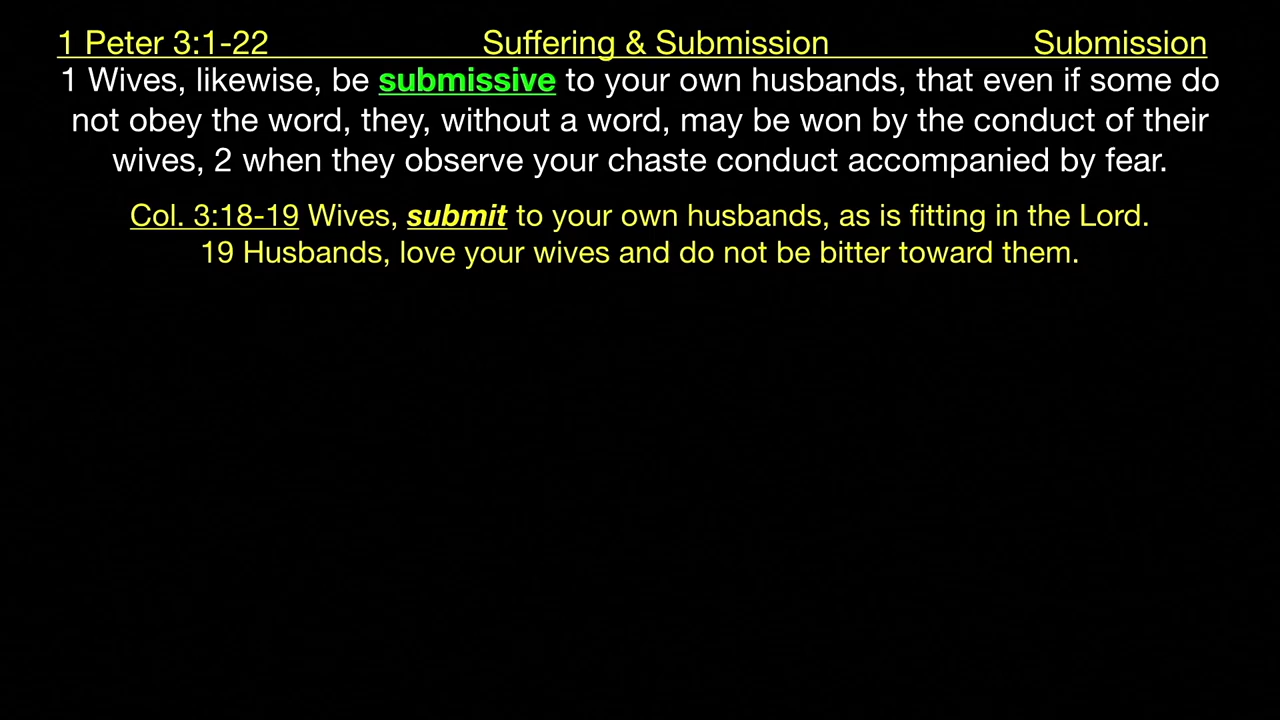 1 Peter 3:1-22 Suffering & Submission Submission
1 Wives, likewise, be submissive to your own husbands, that even if some do
not obey the word, they, without a word, may be won by the conduct of their
wives, 2 when they observe your chaste conduct accompanied by fear.
Col. 3:18-19 Wives, submit to your own husbands, as is fitting in the Lord.
19 Husbands, love your wives and do not be bitter toward them.